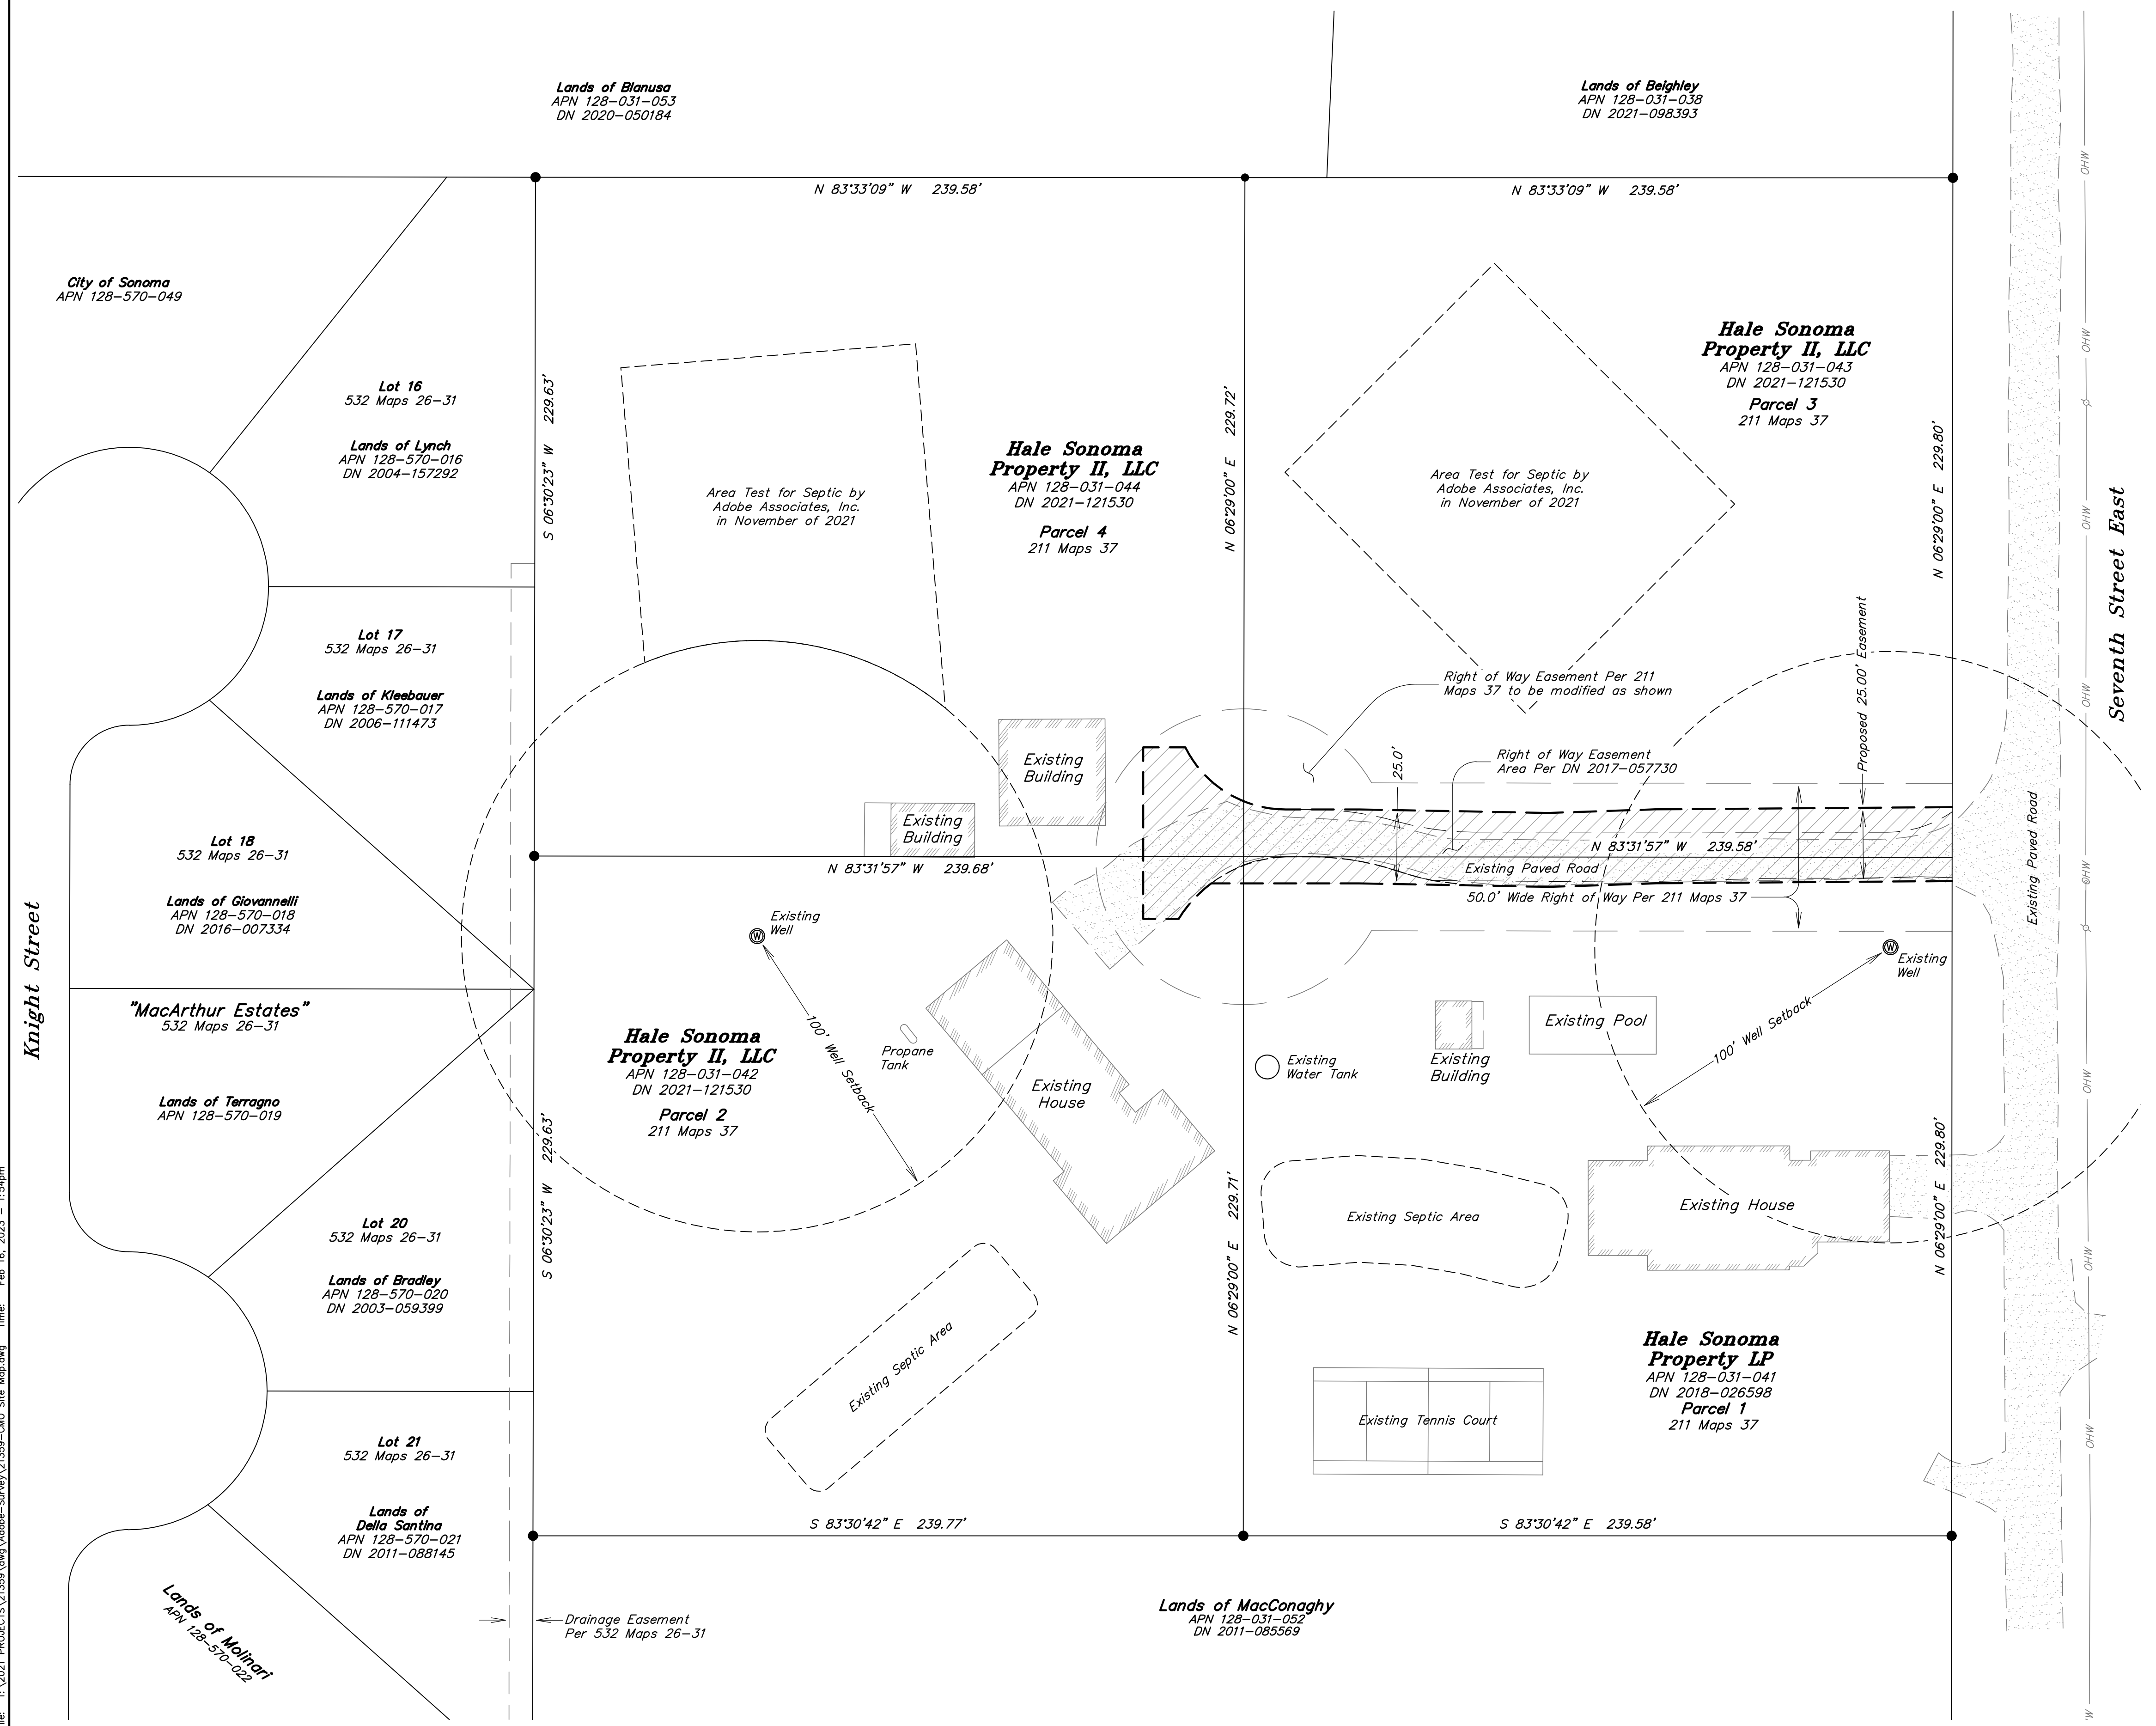 Lands of Blanusa
APN 128-031-053
DN 2020-050184
Lands of Beighley
APN 128-031-038
DN 2021-098393
N 83°33'09" W 239.58'
N 83°33'09" W 239.58'
City of Sonoma
APN 128-570-049
Lot 16
532 Maps 26-31
Lands of Lynch
APN 128-570-016
DN 2004-157292
S 06°30'23" W 229.63'
Area Test for Septic by
Adobe Associates, Inc.
in November of 2021
Hale Sonoma
Property II, LLC
APN 128-031-044
DN 2021-121530
Parcel 4
211 Maps 37
N 06°29'00" E 229.72'
Area Test for Septic by
Adobe Associates, Inc.
in November of 2021
Hale Sonoma
Property II, LLC
APN 128-031-043
DN 2021-121530
Parcel 3
211 Maps 37
N 06°29'00" E 229.80'
Seventh Street East
OHW
OHW
OHW
OHW
OHW
OHW
OHW
OHW
Lot 17
532 Maps 26-31
Lands of Kleebauer
APN 128-570-017
DN 2006-111473
Right of Way Easement Per 211
Maps 37 to be modified as shown
Proposed 25.00' Easement
25.0'
Right of Way Easement
Area Per DN 2017-057730
Existing
Building
Existing
Building
Lot 18
532 Maps 26-31
Lands of Giovannelli
APN 128-570-018
DN 2016-007334
N 83°31'57" W 239.68'
N 83°31'57" W 239.58'
Existing Paved Road
50.0' Wide Right of Way Per 211 Maps 37
Existing Paved Road
Knight Street
Existing
Well
Existing
Well
"MacArthur Estates"
532 Maps 26-31
Hale Sonoma
Property II, LLC
APN 128-031-042
DN 2021-121530
Parcel 2
211 Maps 37
100' Well Setback
Propane
Tank
Existing
House
Existing
Water Tank
Existing
Building
Existing Pool
100' Well Setback
Lands of Terragno
APN 128-570-019
S 06°30'23" W 229.63'
N 06°29'00" E 229.71'
Existing Septic Area
Existing House
N 06°29'00" E 229.80'
Lot 20
532 Maps 26-31
Lands of Bradley
APN 128-570-020
DN 2003-059399
Existing Septic Area
Hale Sonoma
Property LP
APN 128-031-041
DN 2018-026598
Parcel 1
211 Maps 37
Existing Tennis Court
Lot 21
532 Maps 26-31
Lands of
Della Santina
APN 128-570-021
DN 2011-088145
S 83°30'42" E 239.77'
S 83°30'42" E 239.58'
Lands of Molinari
APN 128-570-022
Drainage Easement
Per 532 Maps 26-31
Lands of MacConaghy
APN 128-031-052
DN 2011-085569